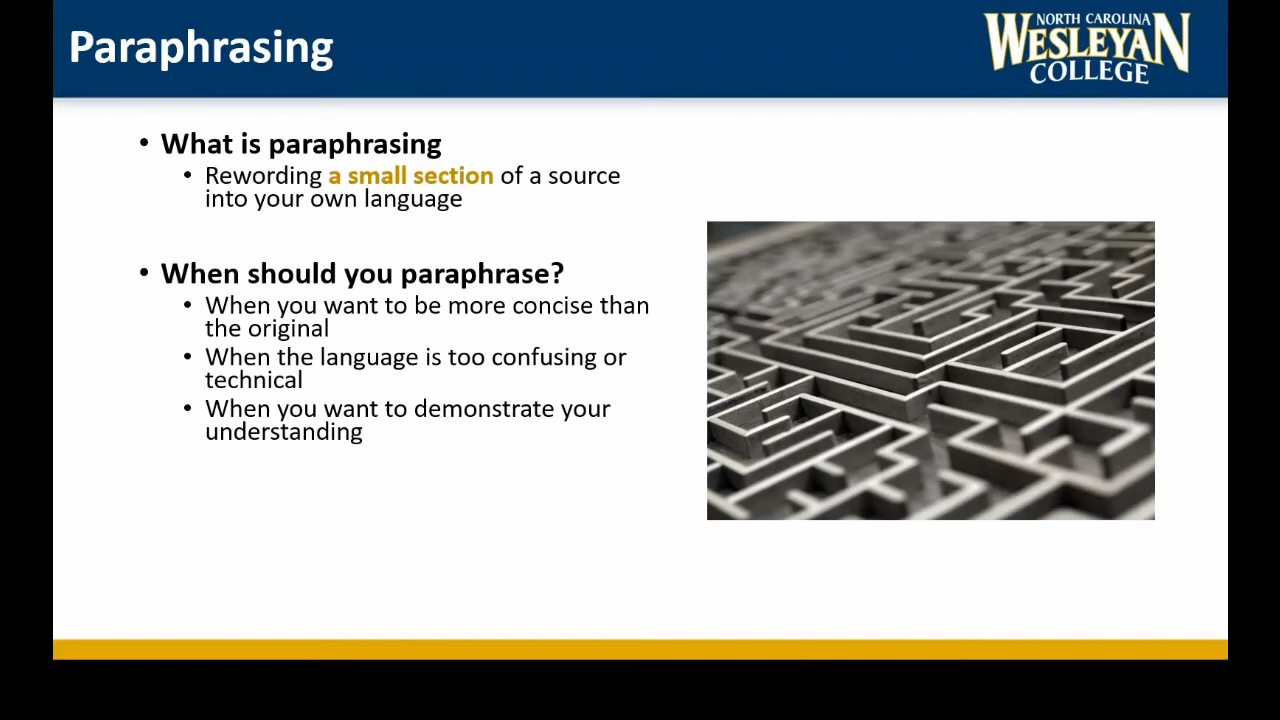 Paraphrasing
NORTH CAROLINA
WESLEYAN
COLLEGE
• What is paraphrasing
• Rewording a small section of a source
into your own language
• When should you paraphrase?
• When you want to be more concise than
the original
• When the language is too confusing or
technical
• When you want to demonstrate your
understanding